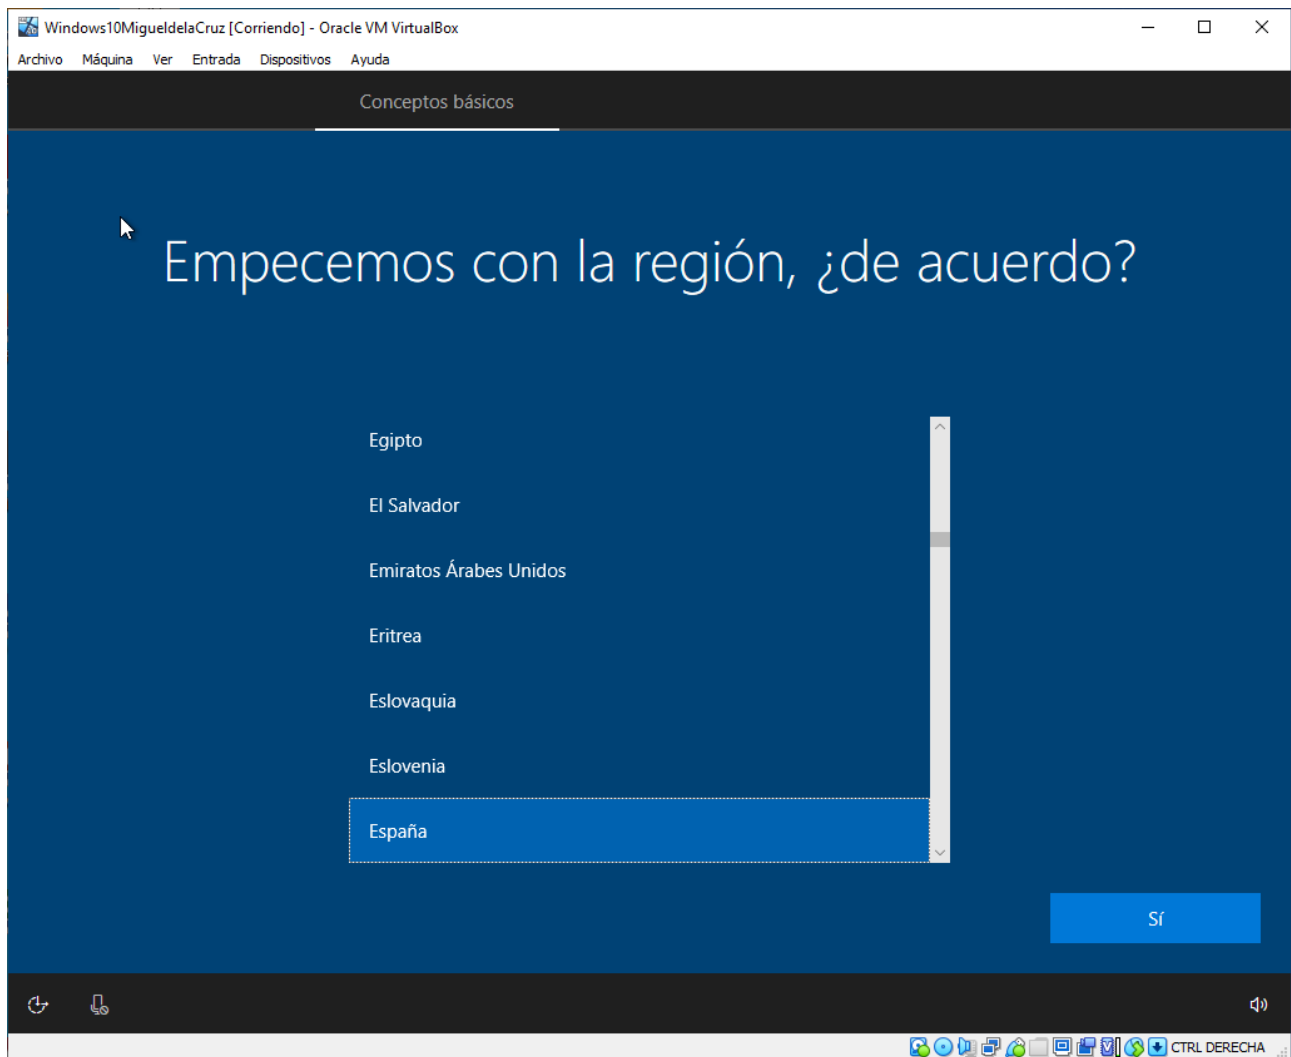 Windows10MigueldelaCruz [Corriendo] - Oracle VM VirtualBox
Archivo Máquina Ver Entrada Dispositivos Ayuda
Conceptos básicos
Empecemos con la región, ¿de acuerdo?
Egipto
El Salvador
Emiratos Árabes Unidos
Eritrea
Eslovaquia
Eslovenia
España
Sí
CTRL DERECHA